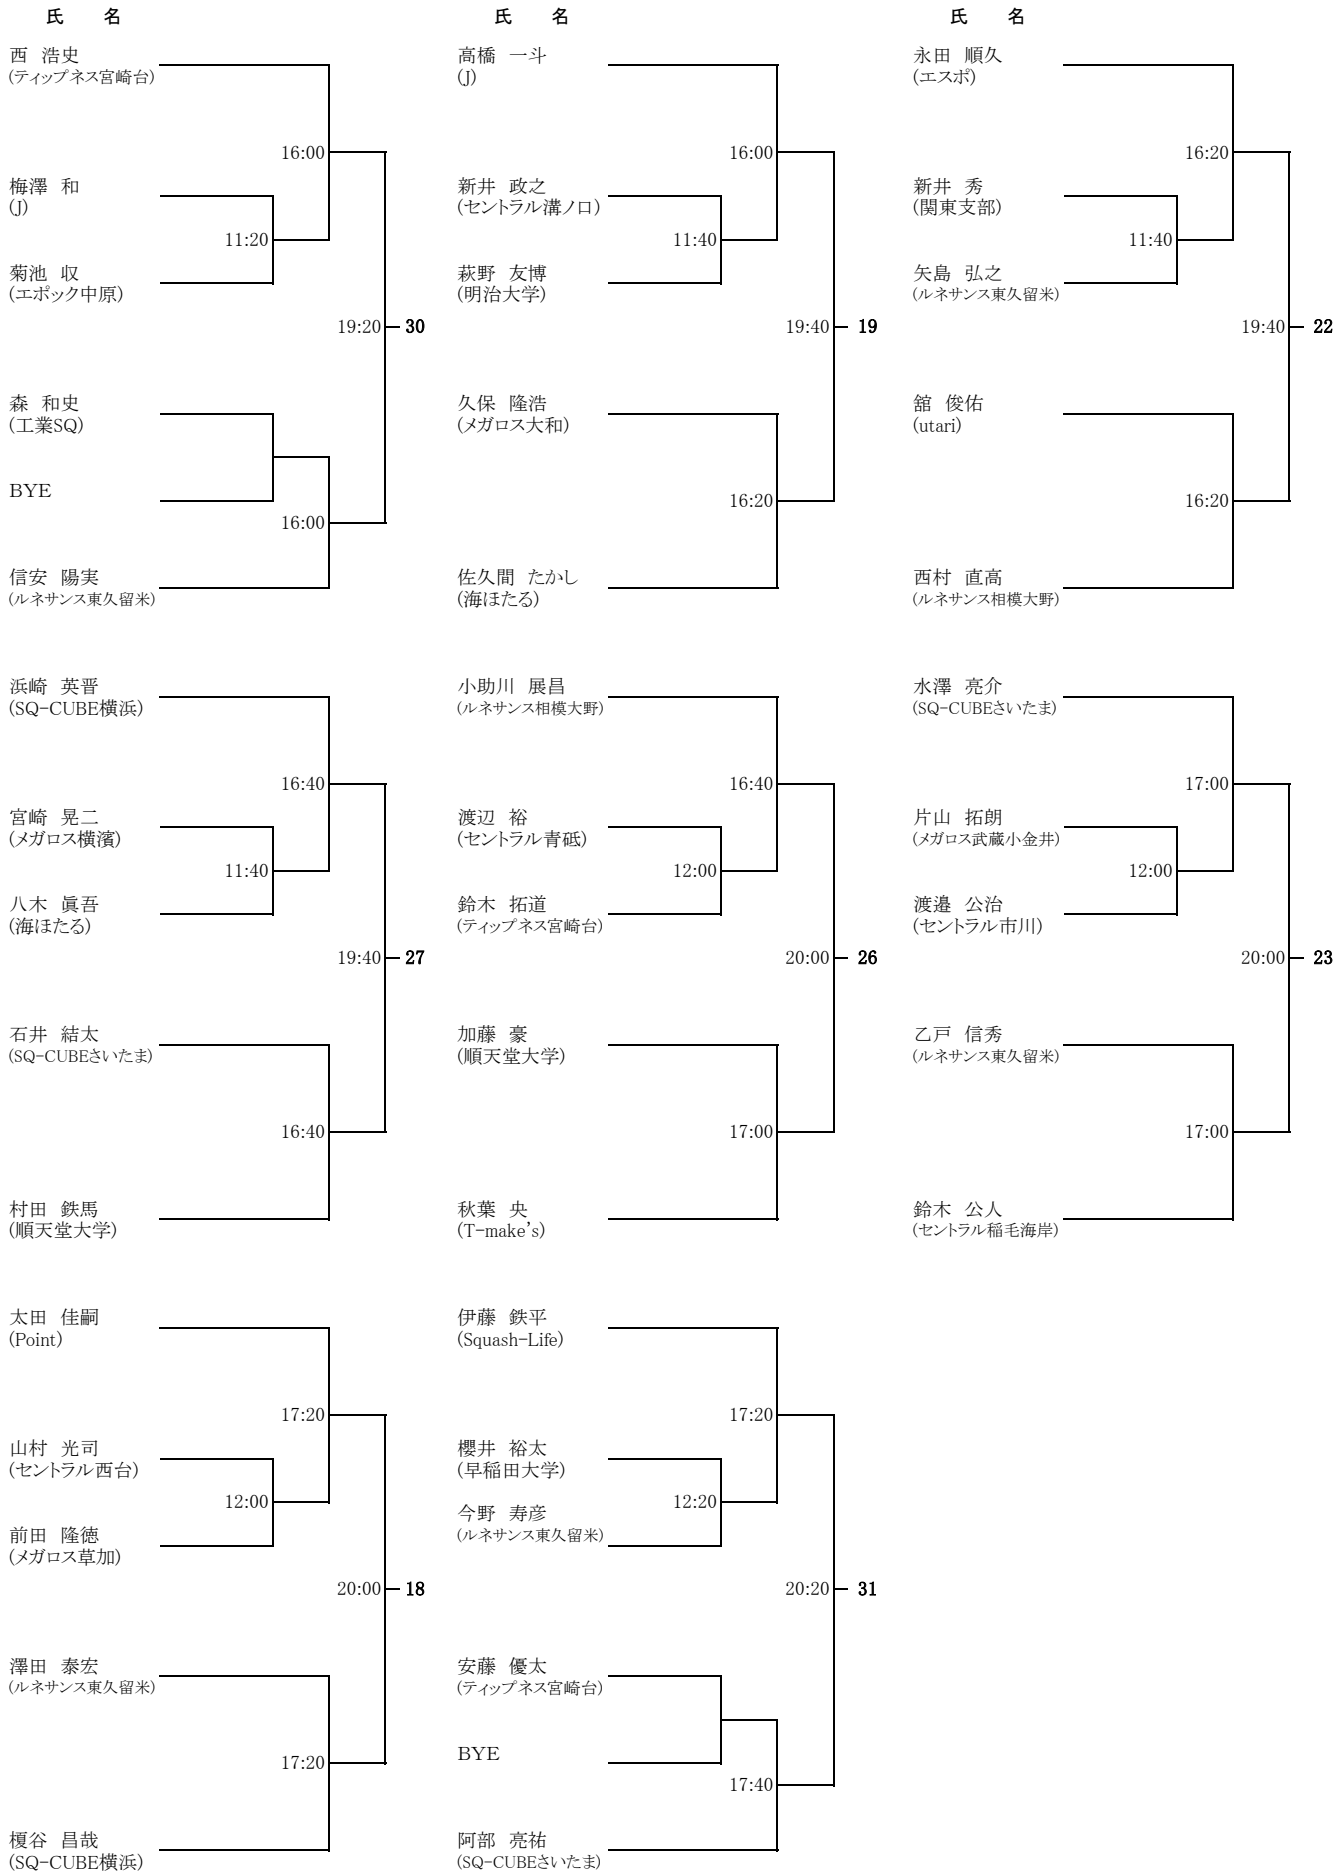 氏 名
西 浩史
(ティップネス宮崎台)
16:00
梅澤 和
(J)
11:20
菊池 収
(エポック中原)
19:20
30
森 和史
(工業SQ)
BYE
16:00
信安 陽実
(ルネサンス東久留米)
浜崎 英晋
(SQ-CUBE横浜)
16:40
宮崎 晃二
(メガロス横濱)
11:40
八木 眞吾
(海ほたる)
19:40
27
石井 結太
(SQ-CUBEさいたま)
16:40
村田 鉄馬
(順天堂大学)
太田 佳嗣
(Point)
17:20
山村 光司
(セントラル西台)
12:00
前田 隆徳
(メガロス草加)
20:00
18
澤田 泰宏
(ルネサンス東久留米)
17:20
榎谷 昌哉
(SQ-CUBE横浜)
氏 名
高橋 一斗
(J)
16:00
新井 政之
(セントラル溝ノ口)
11:40
萩野 友博
(明治大学)
19:40
19
久保 隆浩
(メガロス大和)
16:20
佐久間 たかし
(海ほたる)
小助川 展昌
(ルネサンス相模大野)
16:40
渡辺 裕
(セントラル青砥)
12:00
鈴木 拓道
(ティップネス宮崎台)
20:00
26
加藤 豪
(順天堂大学)
17:00
秋葉 央
(T-make's)
伊藤 鉄平
(Squash-Life)
17:20
櫻井 裕太
(早稲田大学)
12:20
今野 寿彦
(ルネサンス東久留米)
20:20
31
安藤 優太
(ティップネス宮崎台)
BYE
17:40
阿部 亮祐
(SQ-CUBEさいたま)
氏 名
永田 順久
(エスポ)
16:20
新井 秀
(関東支部)
11:40
矢島 弘之
(ルネサンス東久留米)
19:40
22
舘 俊佑
(utari)
16:20
西村 直高
(ルネサンス相模大野)
水澤 亮介
(SQ-CUBEさいたま)
17:00
片山 拓朗
(メガロス武蔵小金井)
12:00
渡邉 公治
(セントラル市川)
20:00
23
乙戸 信秀
(ルネサンス東久留米)
17:00
鈴木 公人
(セントラル稲毛海岸)